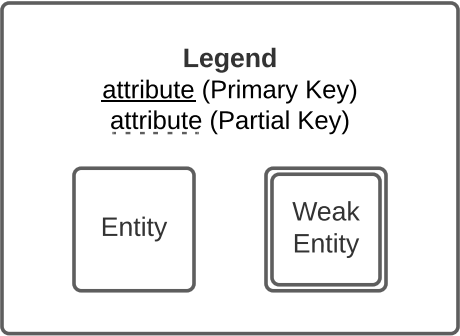 Legend
attribute (Primary Key)
attribute (Partial Key)
Entity
Weak
Entity